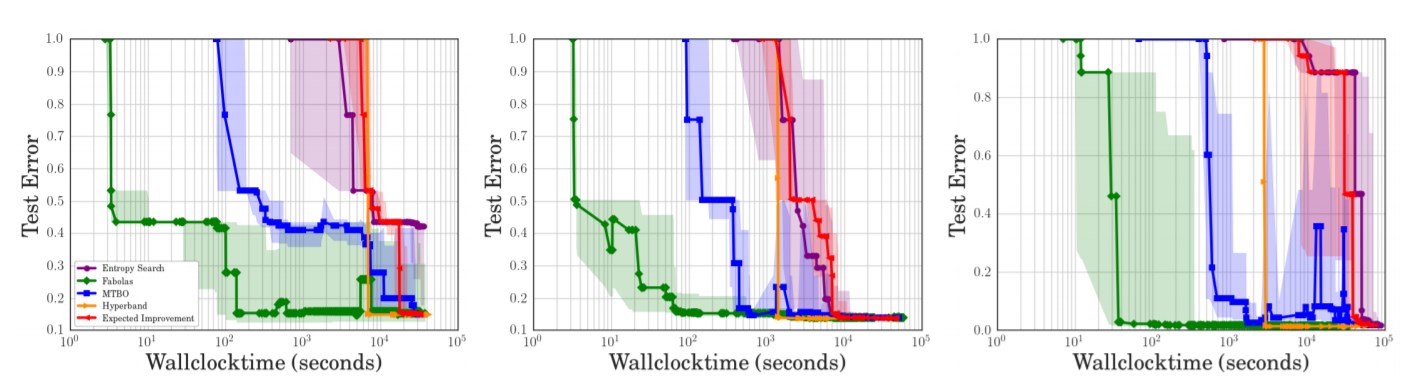 1.0
0.9
0.8
0.7
0.6
0.5
0.4
0.3
0.2
0.1
Test Error
Entropy Search
Fabolas
MTBO
Hyperband
Expected Improvement
10^0 10^1 10^2 10^3 10^4 10^5
Wallclocktime (seconds)
1.0
0.9
0.8
0.7
0.6
0.5
0.4
0.3
0.2
0.1
Test Error
10^0 10^1 10^2 10^3 10^4 10^5
Wallclocktime (seconds)
1.0
0.8
0.6
0.4
0.2
0.0
Test Error
10^0 10^1 10^2 10^3 10^4 10^5
Wallclocktime (seconds)